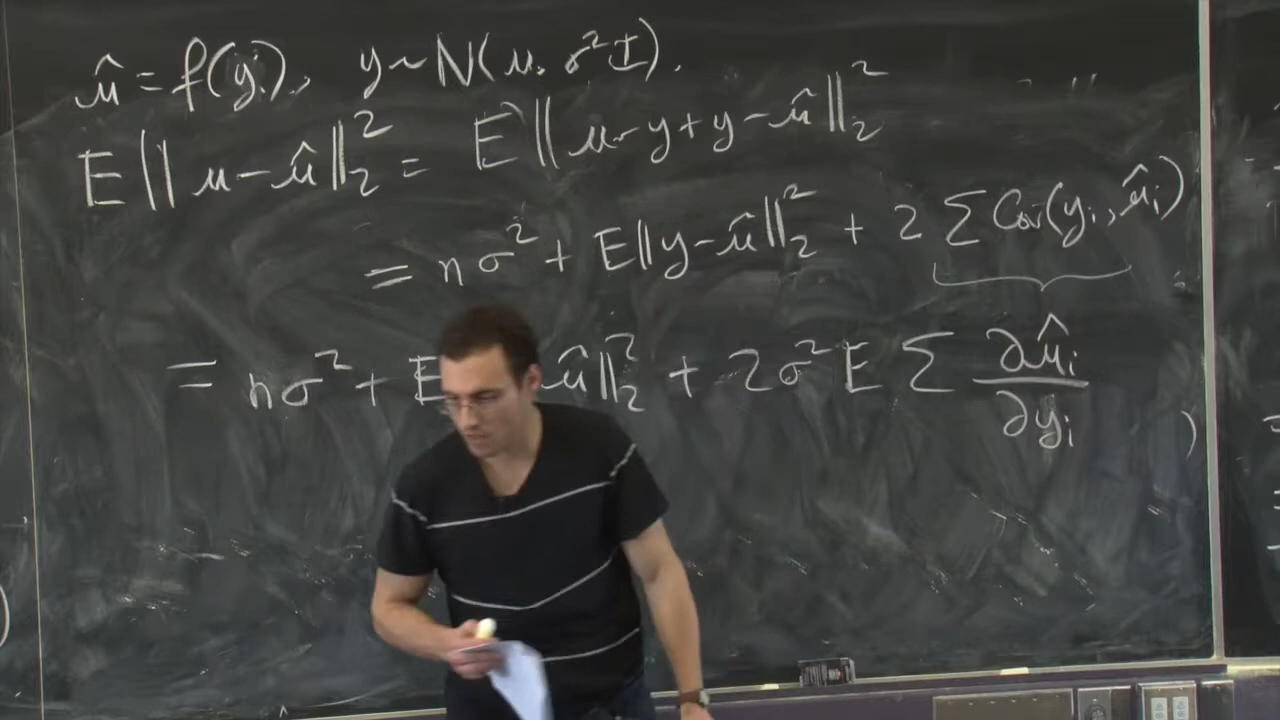 μ̂ = f(y), y ~ N(μ, σ²I).
E‖μ − μ̂‖₂² = E‖μ − y + y − μ̂‖₂²
= nσ² + E‖y − μ̂‖₂² + 2 Σ Cov(yᵢ, μ̂ᵢ)
= nσ² + E μ̂‖₂² + 2σ² E Σ ∂μ̂ᵢ/∂yᵢ